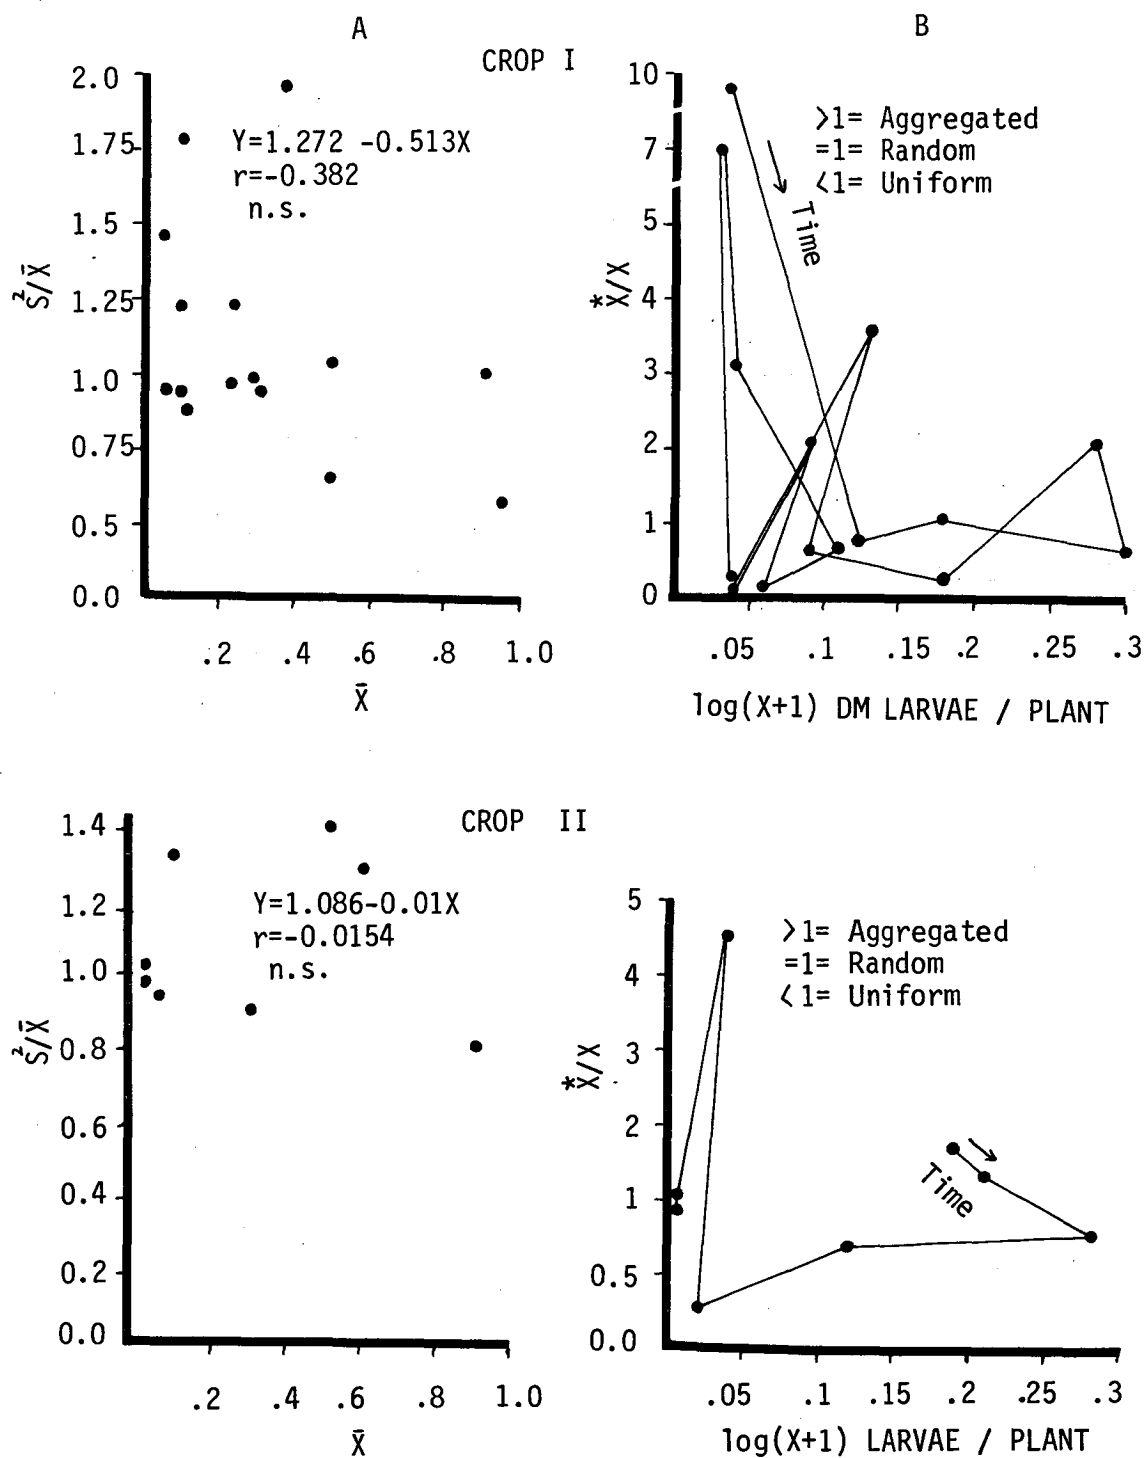 A
B
CROP I
2.0
1.75
1.5
1.25
1.0
0.75
0.5
0.0
S²/X̄
Y=1.272 -0.513X
r=-0.382
n.s.
.2 .4 .6 .8 1.0
X̄
10
7
5
4
3
2
1
0
*X/X
>1= Aggregated
=1= Random
<1= Uniform
Time
.05 .1 .15 .2 .25 .3
log(X+1) DM LARVAE / PLANT
CROP II
1.4
1.2
1.0
0.8
0.6
0.4
0.2
0.0
S²/X̄
Y=1.086-0.01X
r=-0.0154
n.s.
.2 .4 .6 .8 1.0
X̄
5
4
3
2
1
0.5
0.0
*X/X
>1= Aggregated
=1= Random
<1= Uniform
Time
.05 .1 .15 .2 .25 .3
log(X+1) LARVAE / PLANT